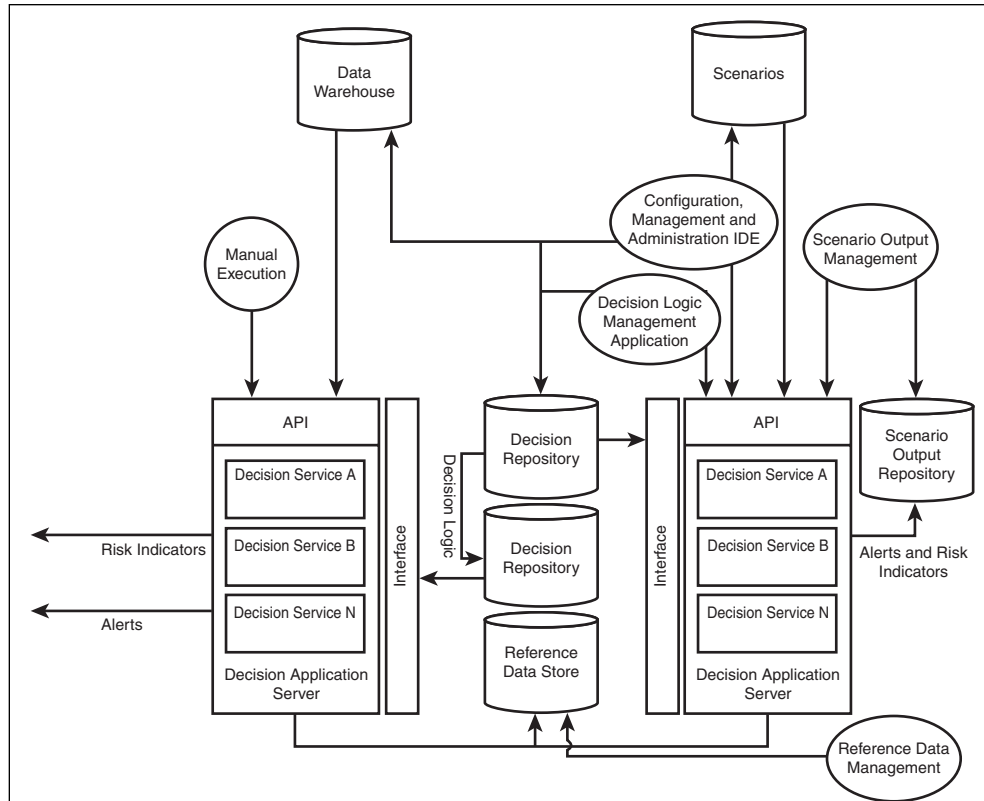 Data
Warehouse
Scenarios
Configuration,
Management and
Administration IDE
Scenario Output
Management
Manual
Execution
Decision Logic
Management
Application
API
Decision Service A
Decision Service B
Decision Service N
Decision Application
Server
Interface
Risk Indicators
Alerts
Decision
Repository
Decision Logic
Decision
Repository
Reference
Data Store
Interface
API
Decision Service A
Decision Service B
Decision Service N
Decision Application
Server
Scenario
Output
Repository
Alerts and Risk
Indicators
Reference Data
Management